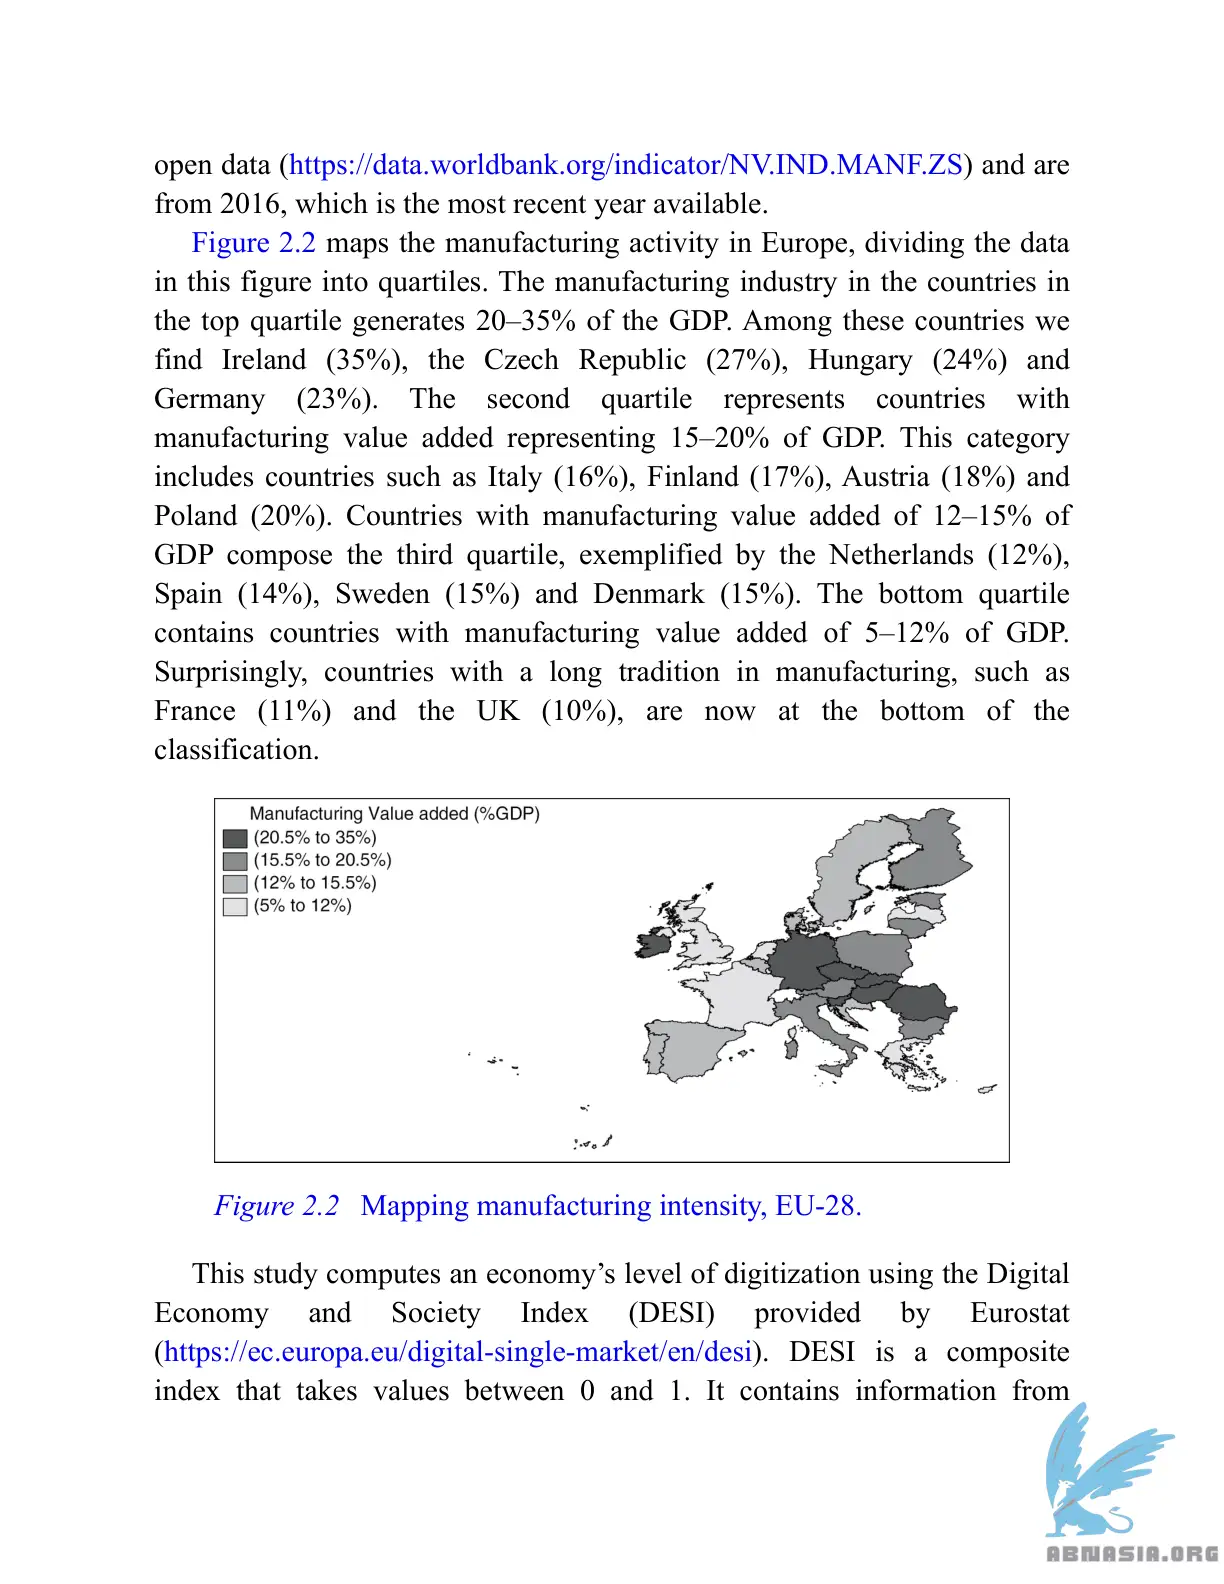 open data (https://data.worldbank.org/indicator/NV.IND.MANF.ZS) and are
from 2016, which is the most recent year available.
Figure 2.2 maps the manufacturing activity in Europe, dividing the data
in this figure into quartiles. The manufacturing industry in the countries in
the top quartile generates 20–35% of the GDP. Among these countries we
find Ireland (35%), the Czech Republic (27%), Hungary (24%) and
Germany (23%). The second quartile represents countries with
manufacturing value added representing 15–20% of GDP. This category
includes countries such as Italy (16%), Finland (17%), Austria (18%) and
Poland (20%). Countries with manufacturing value added of 12–15% of
GDP compose the third quartile, exemplified by the Netherlands (12%),
Spain (14%), Sweden (15%) and Denmark (15%). The bottom quartile
contains countries with manufacturing value added of 5–12% of GDP.
Surprisingly, countries with a long tradition in manufacturing, such as
France (11%) and the UK (10%), are now at the bottom of the
classification.
Manufacturing Value added (%GDP)
(20.5% to 35%)
(15.5% to 20.5%)
(12% to 15.5%)
(5% to 12%)
Figure 2.2 Mapping manufacturing intensity, EU-28.
This study computes an economy’s level of digitization using the Digital
Economy and Society Index (DESI) provided by Eurostat
(https://ec.europa.eu/digital-single-market/en/desi). DESI is a composite
index that takes values between 0 and 1. It contains information from
ABNASIA.ORG